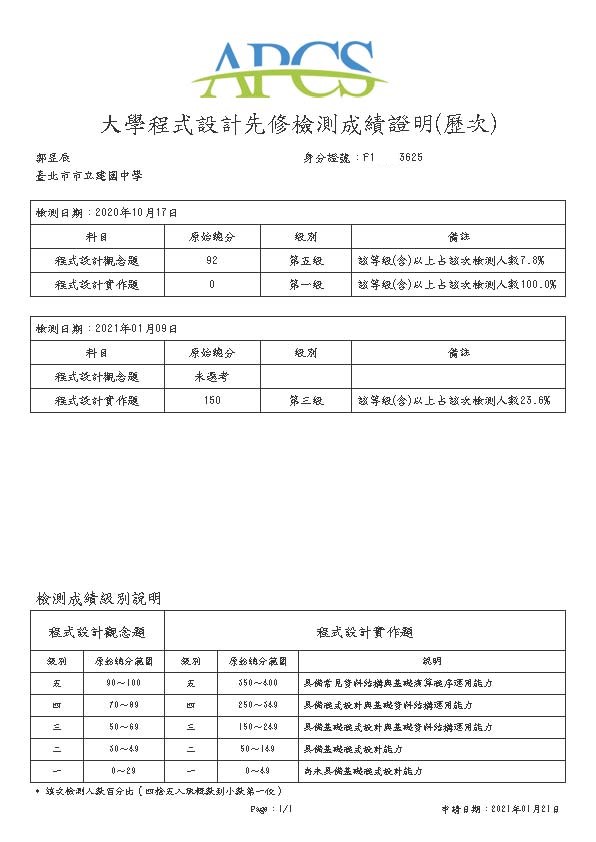 APCS
大學程式設計先修檢測成績證明(歷次)
郭昱辰 身分證號：F1 3625
臺北市市立建國中學
檢測日期：2020年10月17日
科目 原始總分 級別 備註
程式設計觀念題 92 第五級 該等級(含)以上占該次檢測人數7.8%
程式設計實作題 0 第一級 該等級(含)以上占該次檢測人數100.0%
檢測日期：2021年01月09日
科目 原始總分 級別 備註
程式設計觀念題 未選考
程式設計實作題 150 第三級 該等級(含)以上占該次檢測人數23.6%
檢測成績級別說明
程式設計觀念題 程式設計實作題
級別 原始總分範圍 級別 原始總分範圍 說明
五 90～100 五 350～400 具備常見資料結構與基礎演算程序運用能力
四 70～89 四 250～349 具備程式設計與基礎資料結構運用能力
三 50～69 三 150～249 具備基礎程式設計與基礎資料結構運用能力
二 30～49 二 50～149 具備基礎程式設計能力
一 0～29 一 0～49 尚未具備基礎程式設計能力
* 該次檢測人數百分比（四捨五入取概數到小數第一位）
Page：1/1 申請日期：2021年01月21日